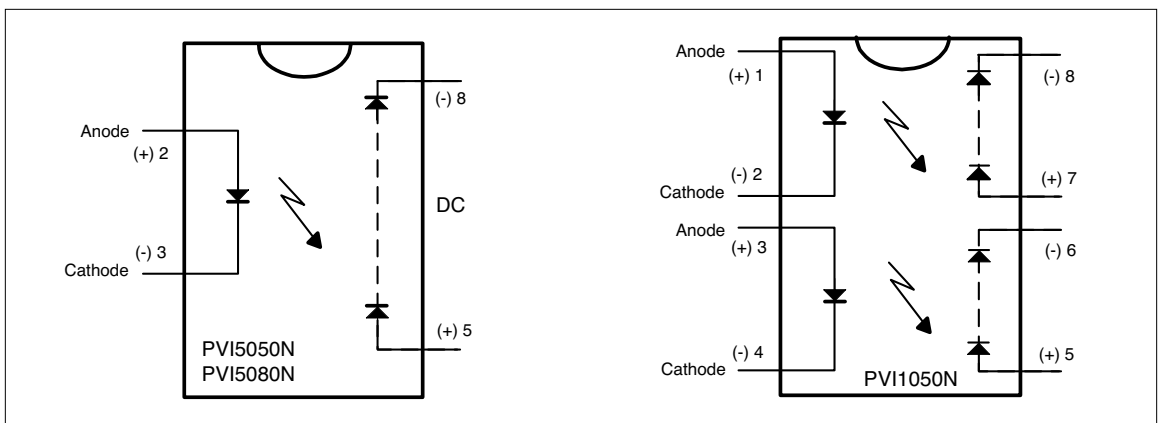 Anode
(+) 2
(-) 3
Cathode
(-) 8
DC
(+) 5
PVI5050N
PVI5080N
Anode
(+) 1
(-) 2
Cathode
Anode
(+) 3
(-) 4
Cathode
(-) 8
(+) 7
(-) 6
(+) 5
PVI1050N